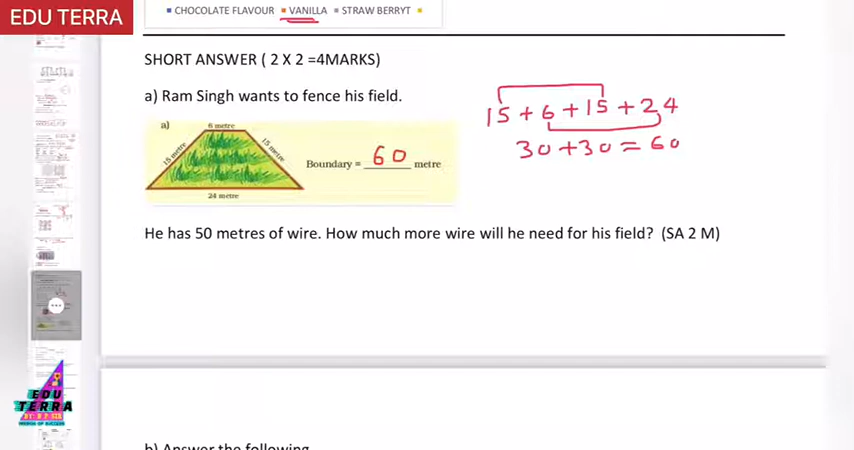 EDU TERRA
CHOCOLATE FLAVOUR VANILLA STRAW BERRYT
SHORT ANSWER ( 2 X 2 =4MARKS)
a) Ram Singh wants to fence his field.
15 + 6 + 15 + 24
30 + 30 = 60
a)
6 metre
15 metre
15 metre
24 metre
Boundary = 60 metre
He has 50 metres of wire. How much more wire will he need for his field? (SA 2 M)
EDU
TERRA
b) Answer the following